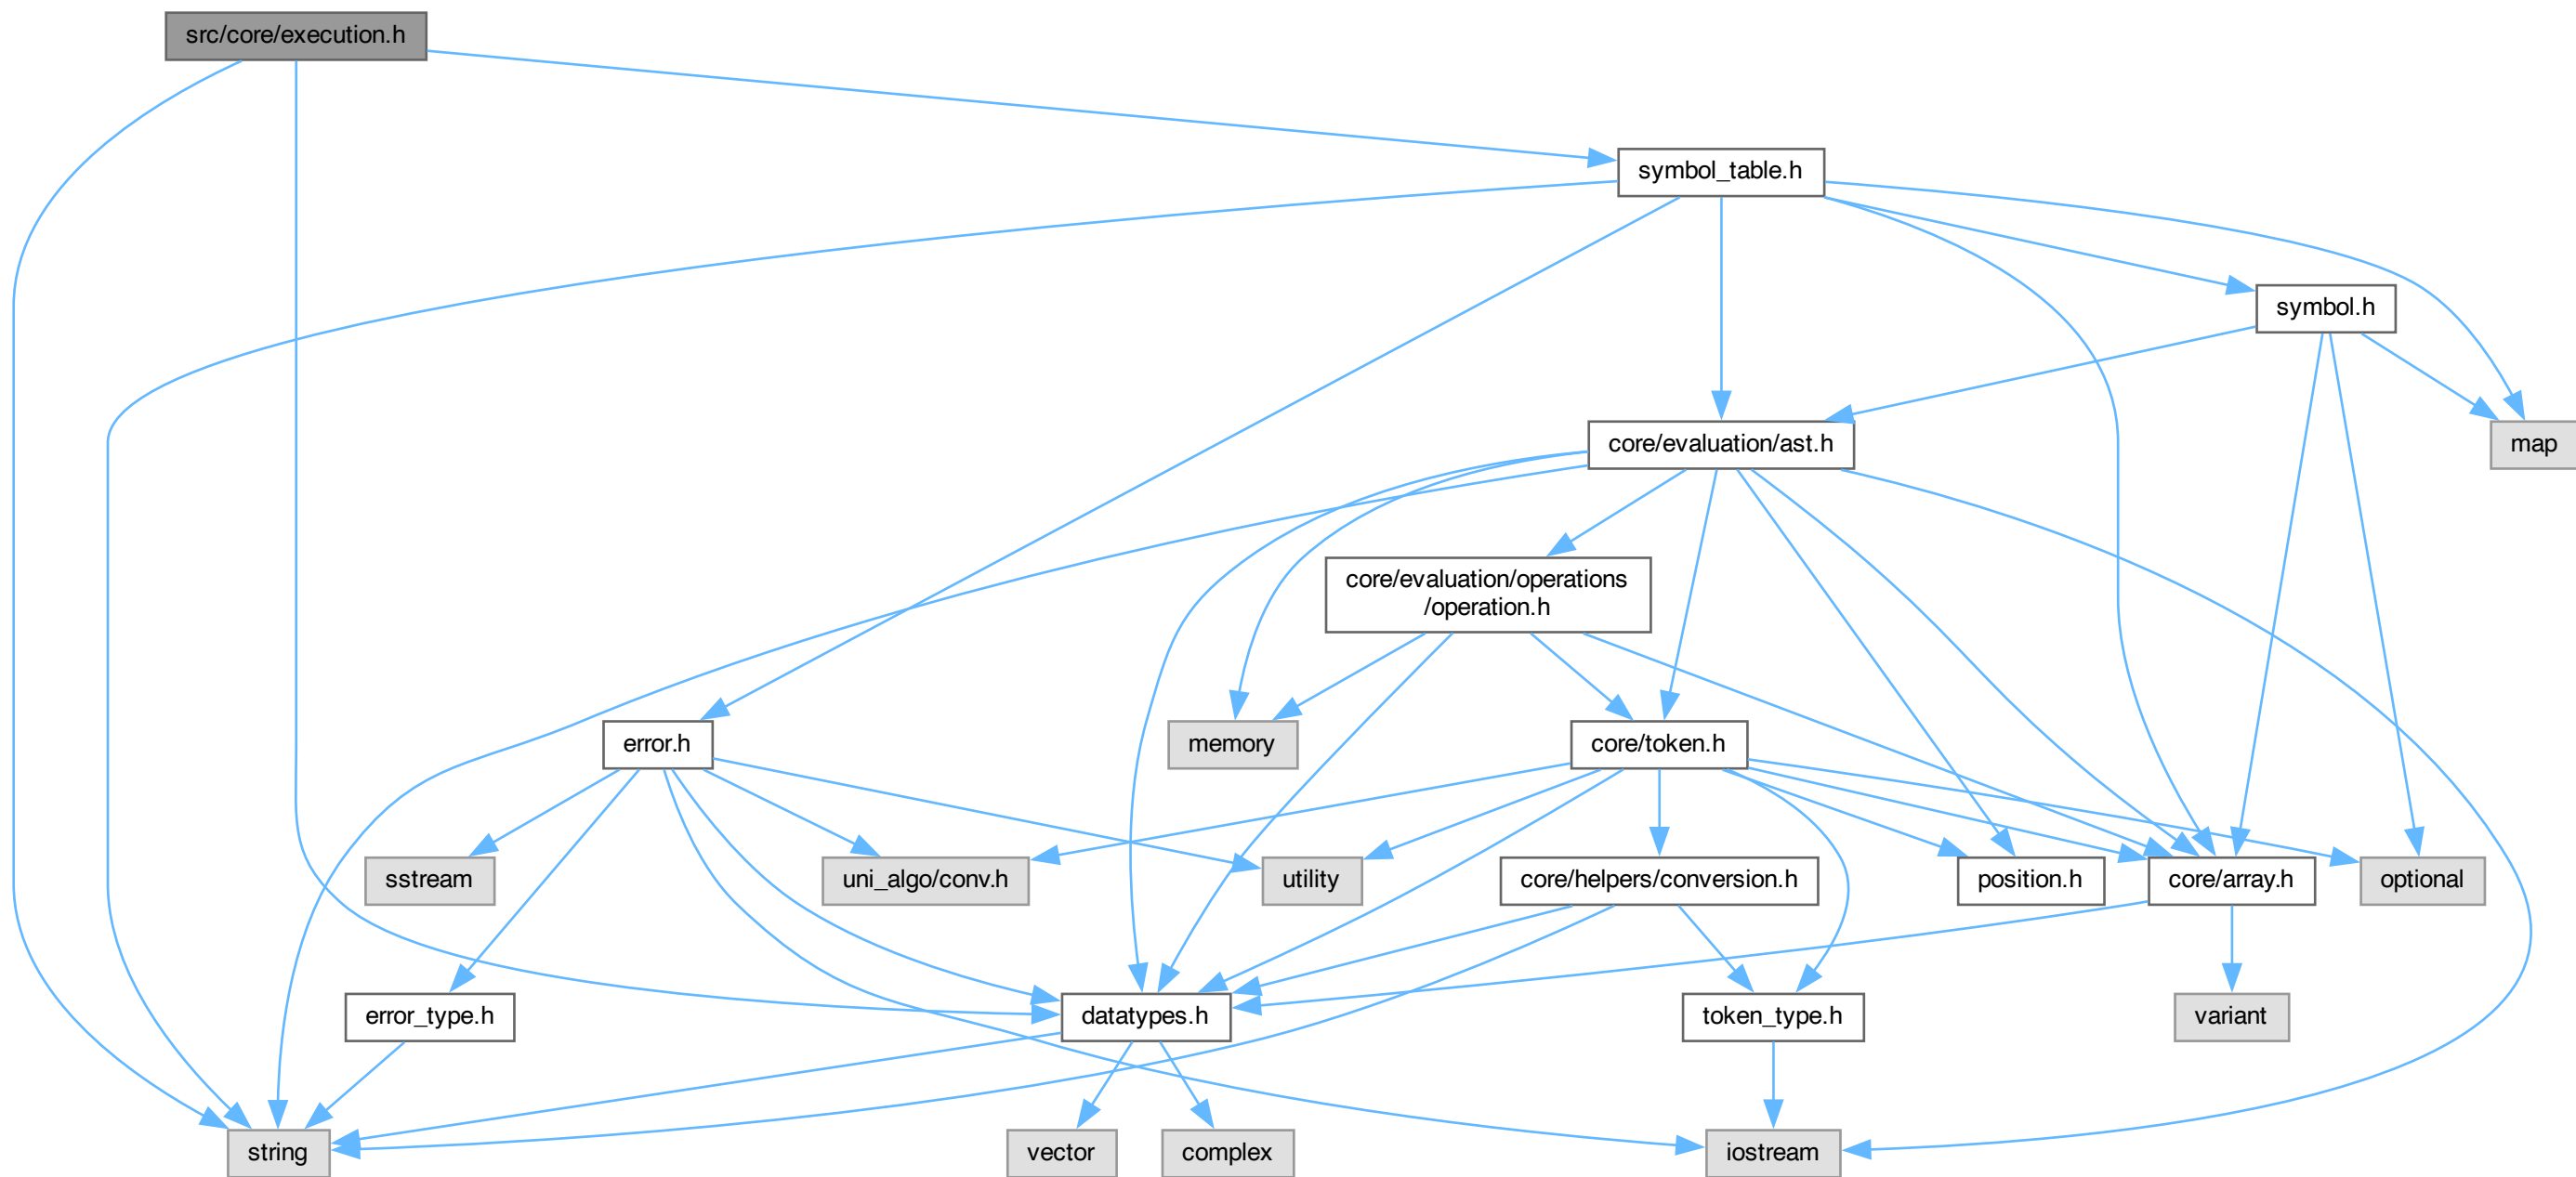 src/core/execution.h
symbol_table.h
symbol.h
core/evaluation/ast.h
map
core/evaluation/operations
/operation.h
error.h
memory
core/token.h
sstream
uni_algo/conv.h
utility
core/helpers/conversion.h
position.h
core/array.h
optional
error_type.h
datatypes.h
token_type.h
variant
string
vector
complex
iostream